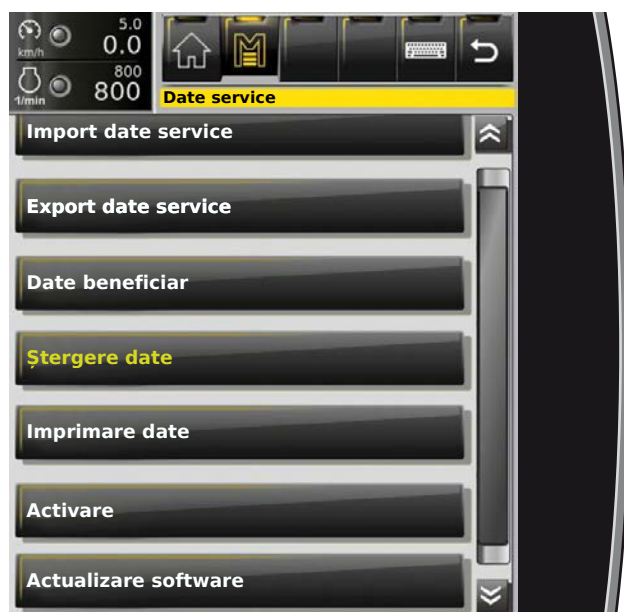 5.0
km/h 0.0
800
1/min 800
Date service
Import date service
Export date service
Date beneficiar
Ștergere date
Imprimare date
Activare
Actualizare software